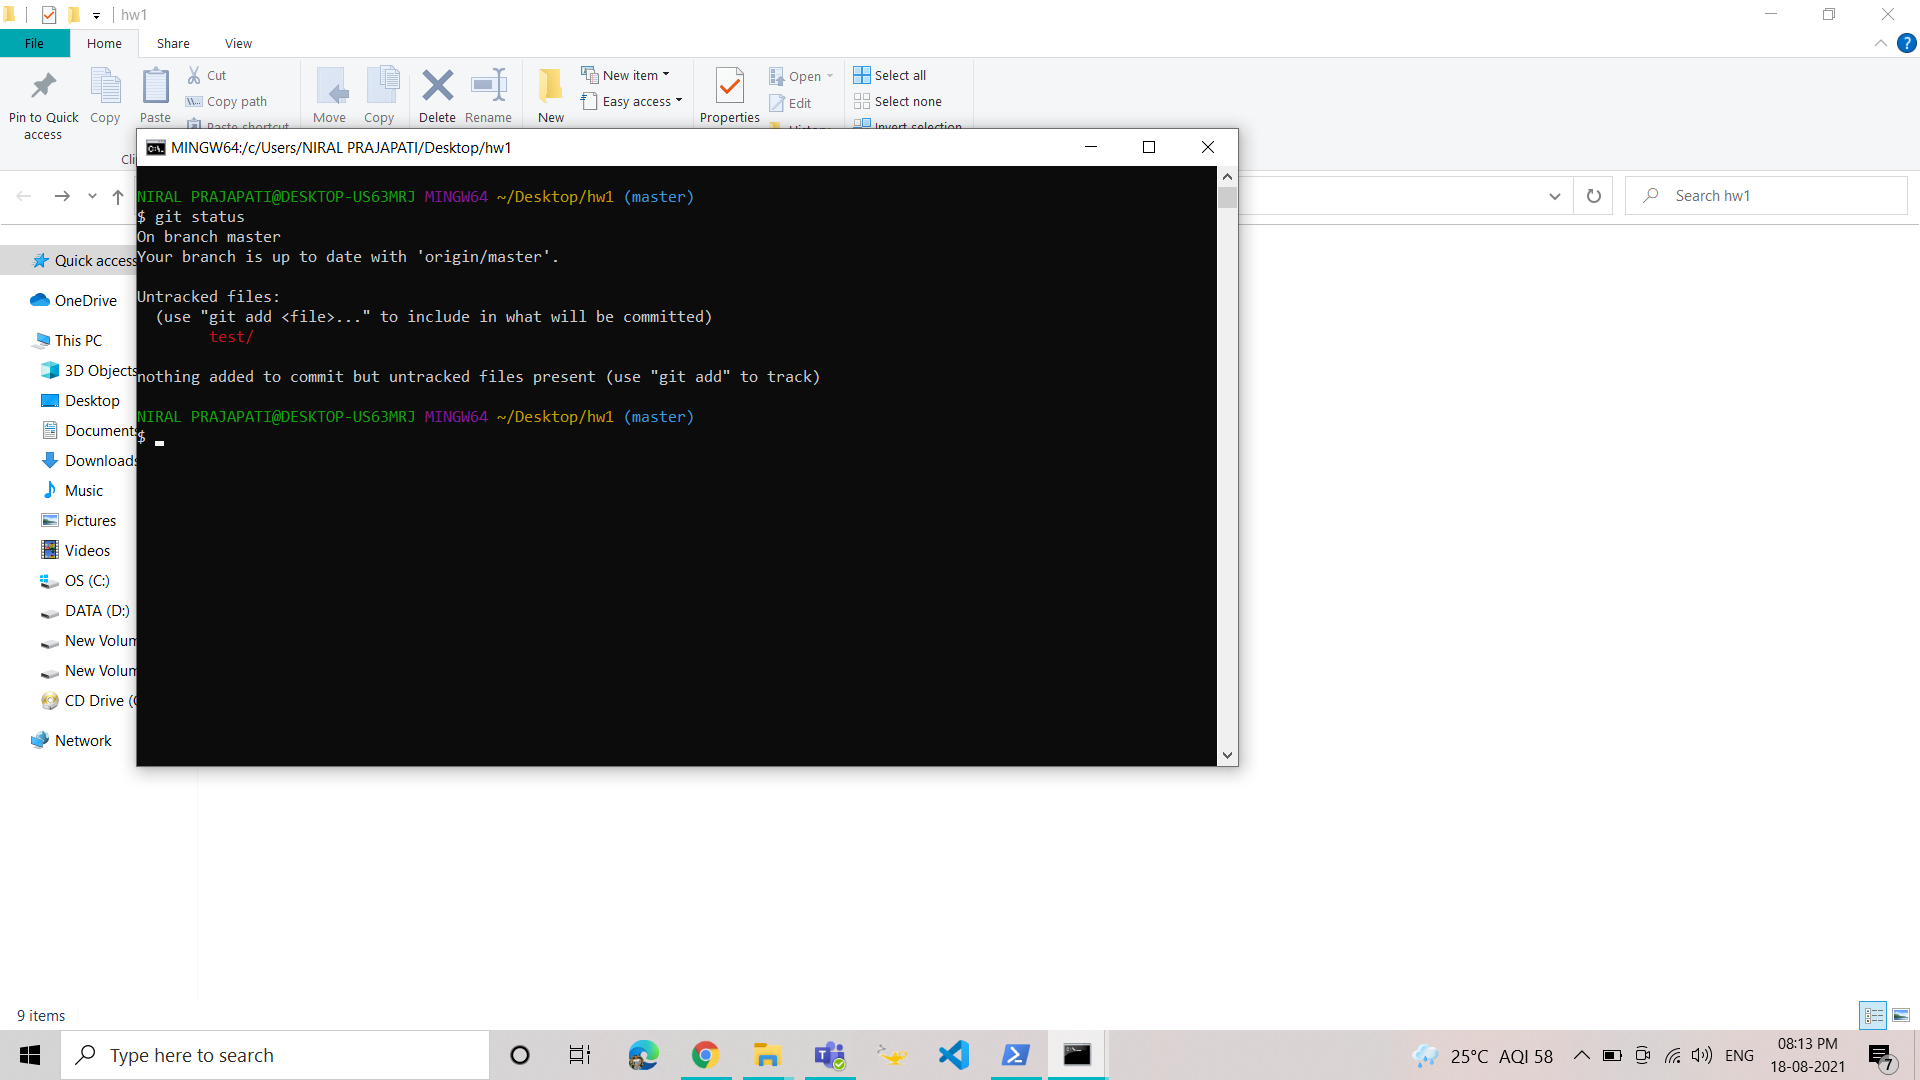 hw1
File Home Share View
Pin to Quick access
Copy
Paste
Cut
Copy path
Paste shortcut
Move
Copy
Delete
Rename
New
New item
Easy access
Properties
Open
Edit
History
Select all
Select none
Invert selection
MINGW64:/c/Users/NIRAL PRAJAPATI/Desktop/hw1
Search hw1
NIRAL PRAJAPATI@DESKTOP-US63MRJ MINGW64 ~/Desktop/hw1 (master)
$ git status
On branch master
Your branch is up to date with 'origin/master'.
Untracked files:
(use "git add <file>..." to include in what will be committed)
test/
nothing added to commit but untracked files present (use "git add" to track)
NIRAL PRAJAPATI@DESKTOP-US63MRJ MINGW64 ~/Desktop/hw1 (master)
$
Quick access
OneDrive
This PC
3D Objects
Desktop
Documents
Downloads
Music
Pictures
Videos
OS (C:)
DATA (D:)
New Volum
New Volum
CD Drive (
Network
9 items
Type here to search
25°C AQI 58
ENG
08:13 PM
18-08-2021
7